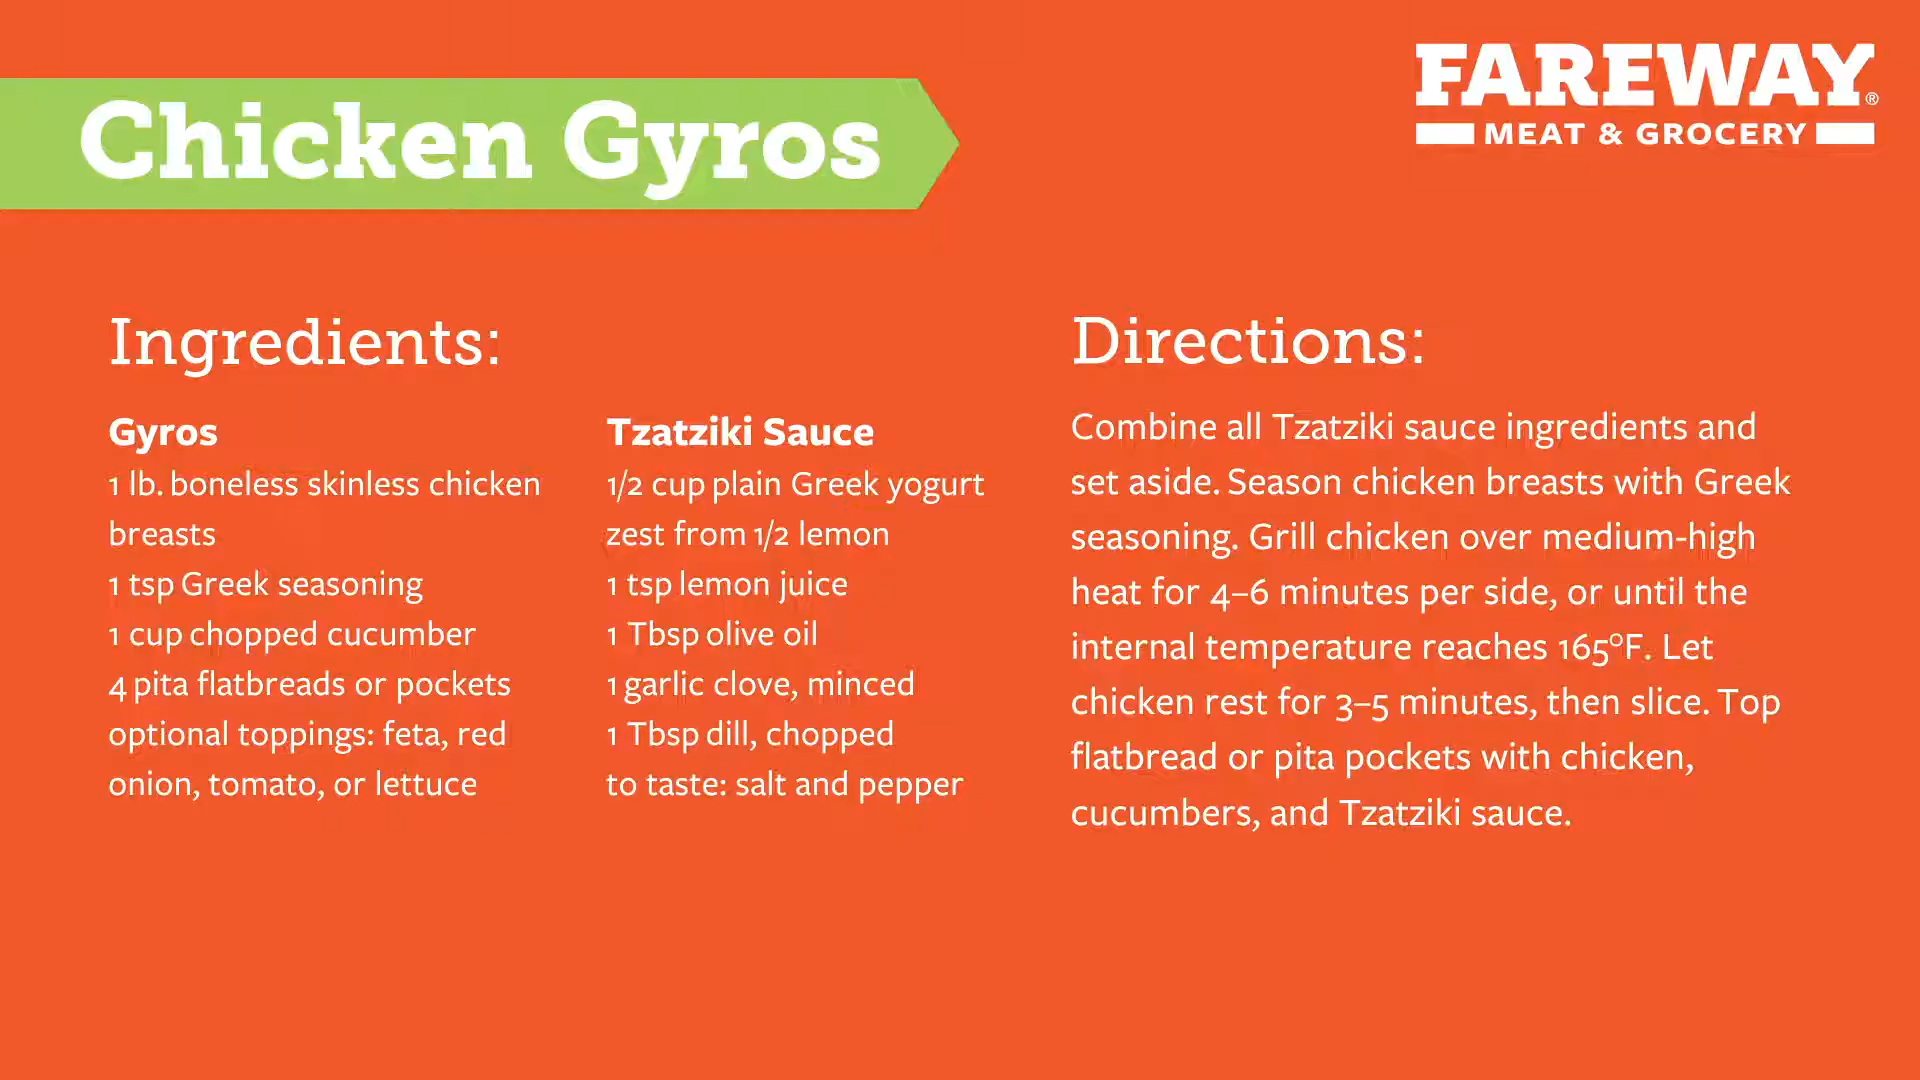 Chicken Gyros
FAREWAY®
MEAT & GROCERY
Ingredients:
Gyros
1 lb. boneless skinless chicken
breasts
1 tsp Greek seasoning
1 cup chopped cucumber
4 pita flatbreads or pockets
optional toppings: feta, red
onion, tomato, or lettuce
Tzatziki Sauce
1/2 cup plain Greek yogurt
zest from 1/2 lemon
1 tsp lemon juice
1 Tbsp olive oil
1 garlic clove, minced
1 Tbsp dill, chopped
to taste: salt and pepper
Directions:
Combine all Tzatziki sauce ingredients and
set aside. Season chicken breasts with Greek
seasoning. Grill chicken over medium-high
heat for 4–6 minutes per side, or until the
internal temperature reaches 165°F. Let
chicken rest for 3–5 minutes, then slice. Top
flatbread or pita pockets with chicken,
cucumbers, and Tzatziki sauce.